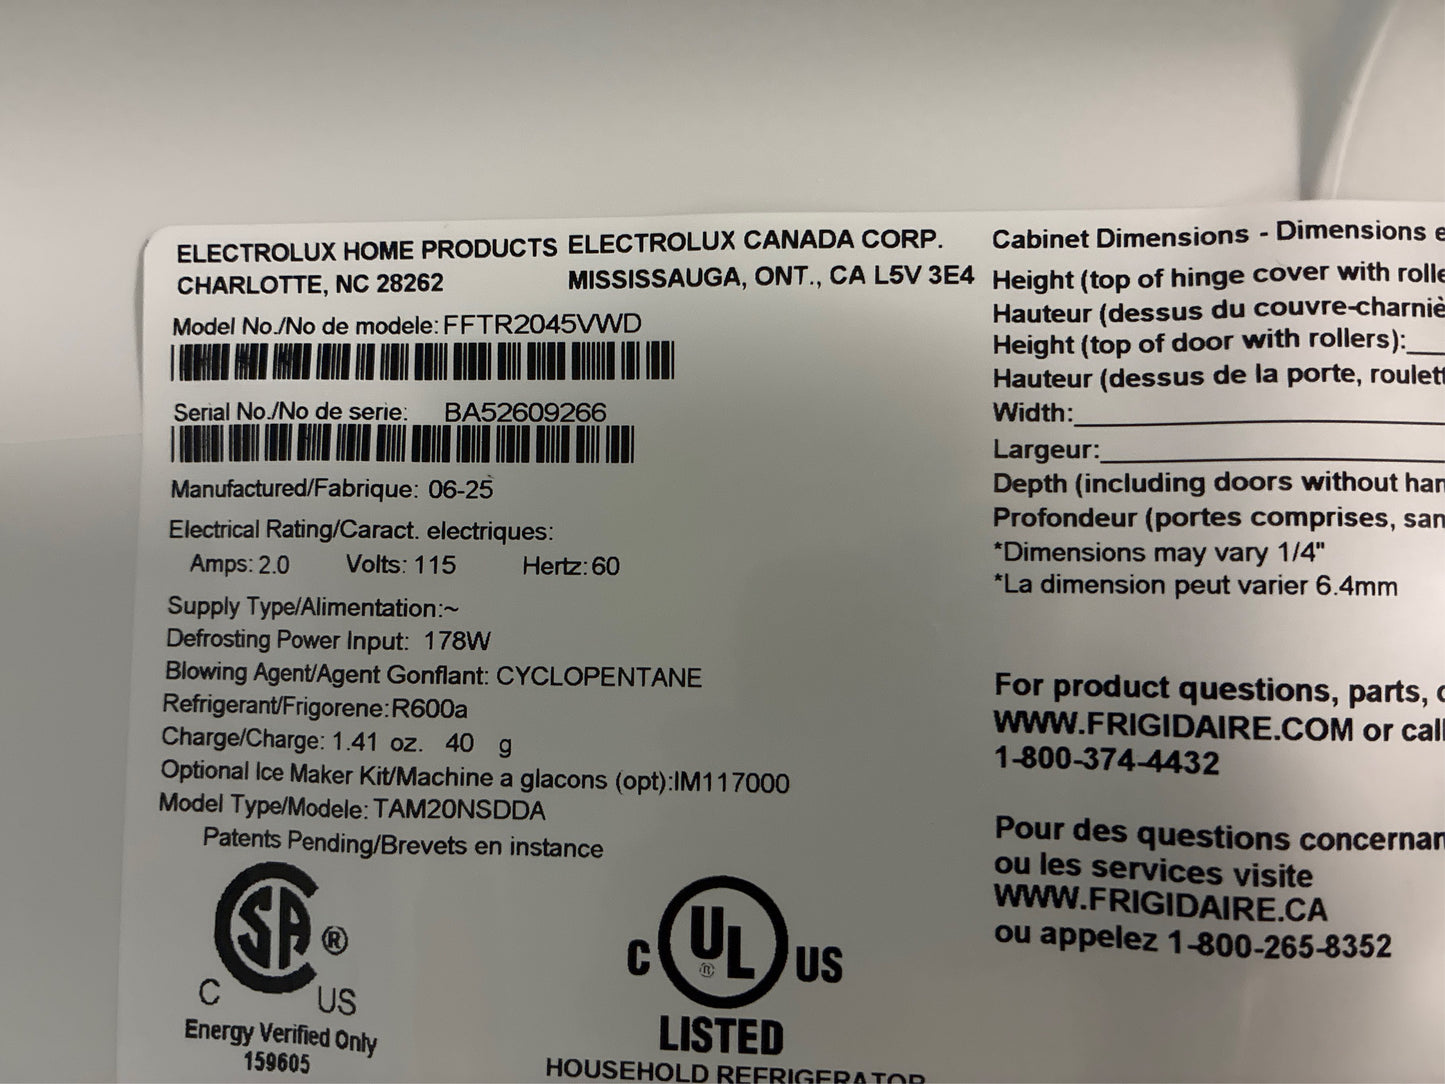 ELECTROLUX HOME PRODUCTS ELECTROLUX CANADA CORP.
CHARLOTTE, NC 28262 MISSISSAUGA, ONT., CA L5V 3E4
Model No./No de modele: FFTR2045VWD
Serial No./No de serie: BA52609266
Manufactured/Fabrique: 06-25
Electrical Rating/Caract. electriques:
Amps: 2.0 Volts: 115 Hertz: 60
Supply Type/Alimentation:~
Defrosting Power Input: 178W
Blowing Agent/Agent Gonflant: CYCLOPENTANE
Refrigerant/Frigorene:R600a
Charge/Charge: 1.41 oz. 40 g
Optional Ice Maker Kit/Machine a glacons (opt):IM117000
Model Type/Modele: TAM20NSDDA
Patents Pending/Brevets en instance
SA ®
C US
Energy Verified Only
159605
C UL ® US
LISTED
HOUSEHOLD REFRIGERATOR
Cabinet Dimensions - Dimensions
Height (top of hinge cover with
Hauteur (dessus du
Height (top of door with rollers):
Hauteur (dessus de la porte,
Width:
Largeur:
Depth (including doors without
Profondeur (portes comprises,
*Dimensions may vary 1/4"
*La dimension peut varier 6.4mm
For product questions, parts,
WWW.FRIGIDAIRE.COM or
1-800-374-4432
Pour des questions
ou les services visite
WWW.FRIGIDAIRE.CA
ou appelez 1-800-265-8352